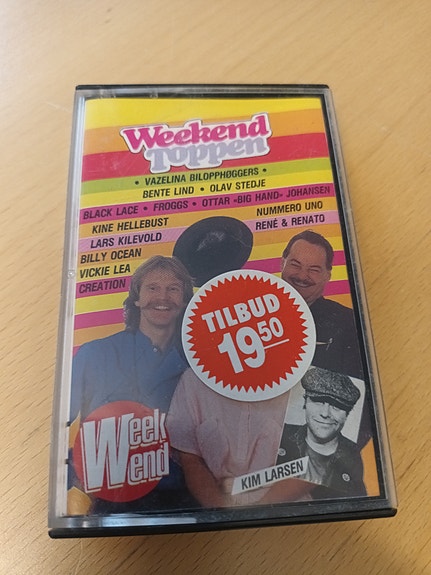 Weekend
Toppen
• VAZELINA BILOPPHØGGERS •
BENTE LIND • OLAV STEDJE
BLACK LACE • FROGGS • OTTAR «BIG HAND» JOHANSEN
KINE HELLEBUST
NUMMERO UNO
LARS KILEVOLD
RENÉ & RENATO
BILLY OCEAN
VICKIE LEA
CREATION
TILBUD
1950
Week
end
KIM LARSEN